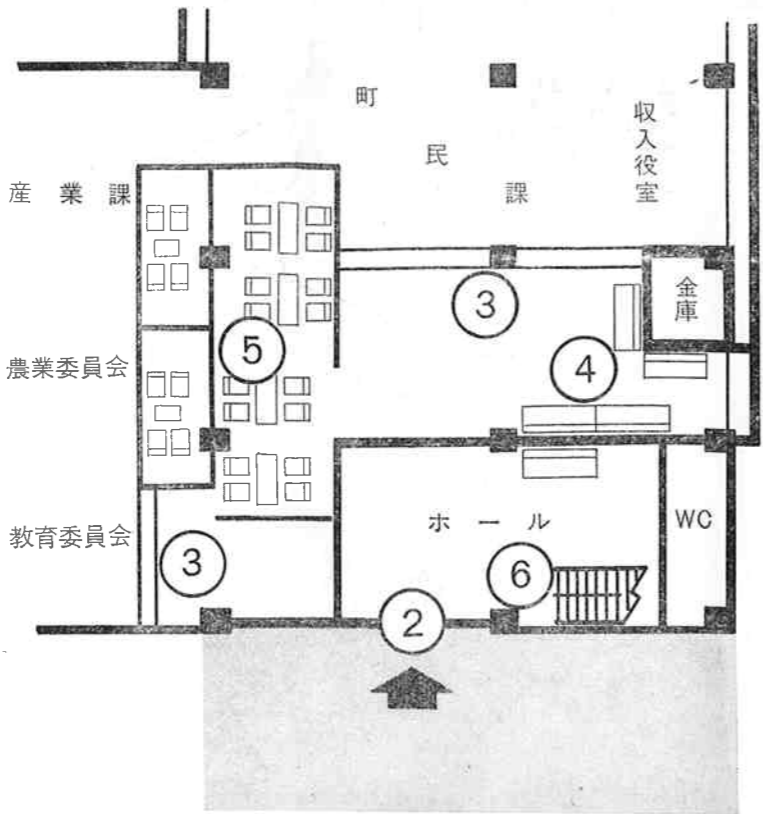 町民課
収入役室
産業課
金庫
③
⑤
④
農業委員会
ホール
WC
教育委員会
③
⑥
②